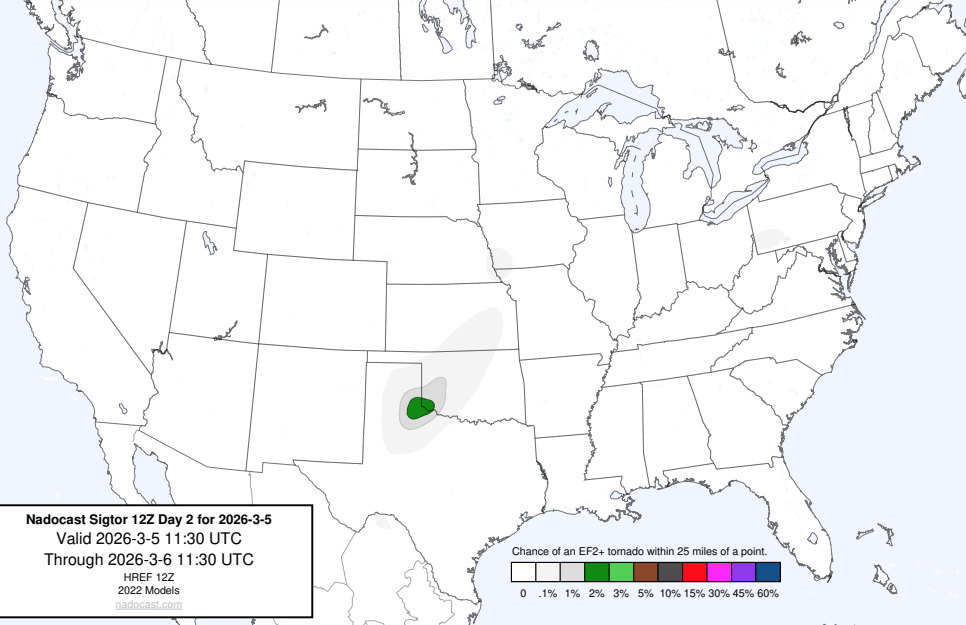 Nadocast Sigtor 12Z Day 2 for 2026-3-5
Valid 2026-3-5 11:30 UTC
Through 2026-3-6 11:30 UTC
HREF 12Z
2022 Models
nadocast.com
Chance of an EF2+ tornado within 25 miles of a point.
0 .1% 1% 2% 3% 5% 10% 15% 30% 45% 60%